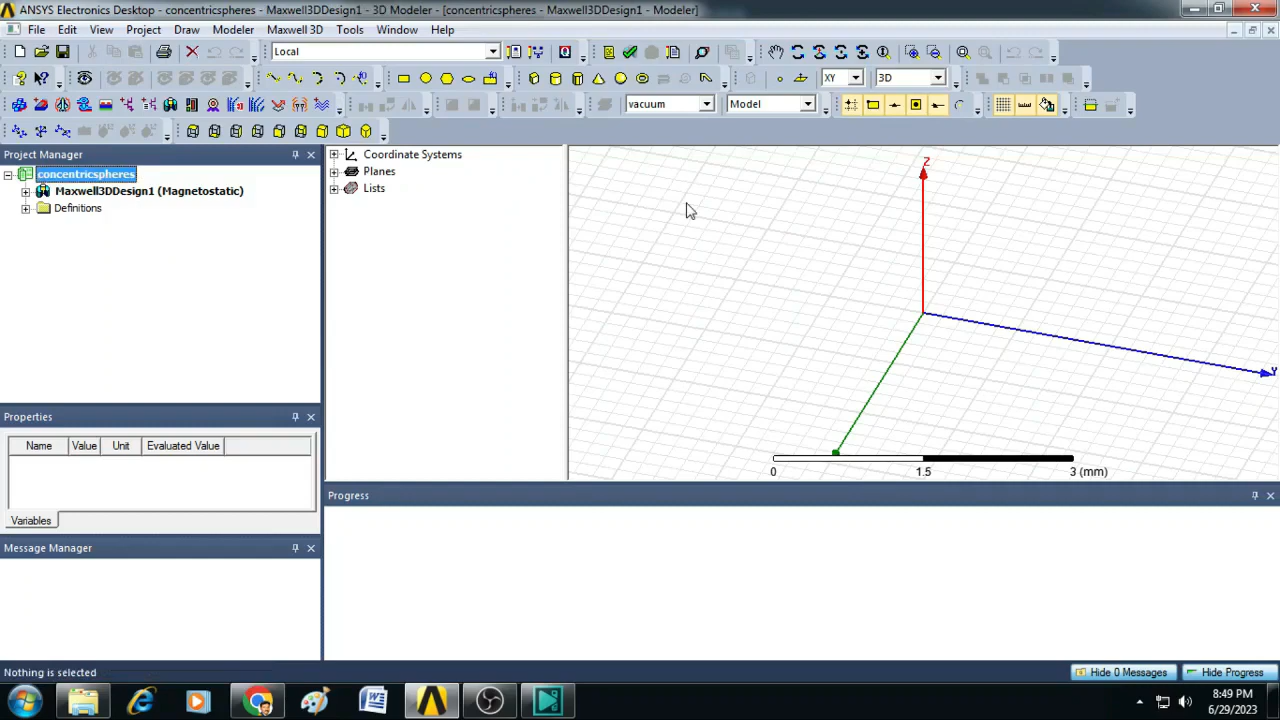 ANSYS Electronics Desktop - concentricspheres - Maxwell3DDesign1 - 3D Modeler - [concentricspheres - Maxwell3DDesign1 - Modeler]
File Edit View Project Draw Modeler Maxwell 3D Tools Window Help
Local
XY 3D
vacuum Model
Project Manager
concentricspheres
Maxwell3DDesign1 (Magnetostatic)
Definitions
Coordinate Systems
Planes
Lists
Z
Y
0 1.5 3 (mm)
Properties
Name Value Unit Evaluated Value
Variables
Progress
Message Manager
Nothing is selected
Hide 0 Messages Hide Progress
8:49 PM
6/29/2023